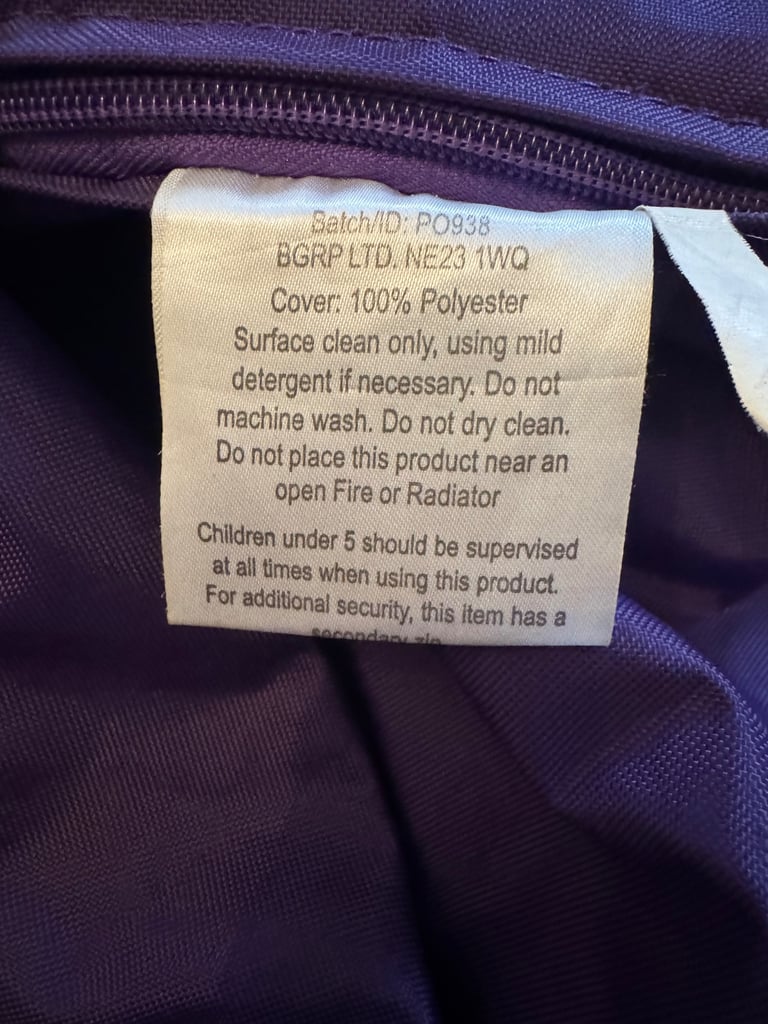 Batch/ID: PO938
BGRP LTD. NE23 1WQ
Cover: 100% Polyester
Surface clean only, using mild
detergent if necessary. Do not
machine wash. Do not dry clean.
Do not place this product near an
open Fire or Radiator
Children under 5 should be supervised
at all times when using this product.
For additional security, this item has a
secondary zip